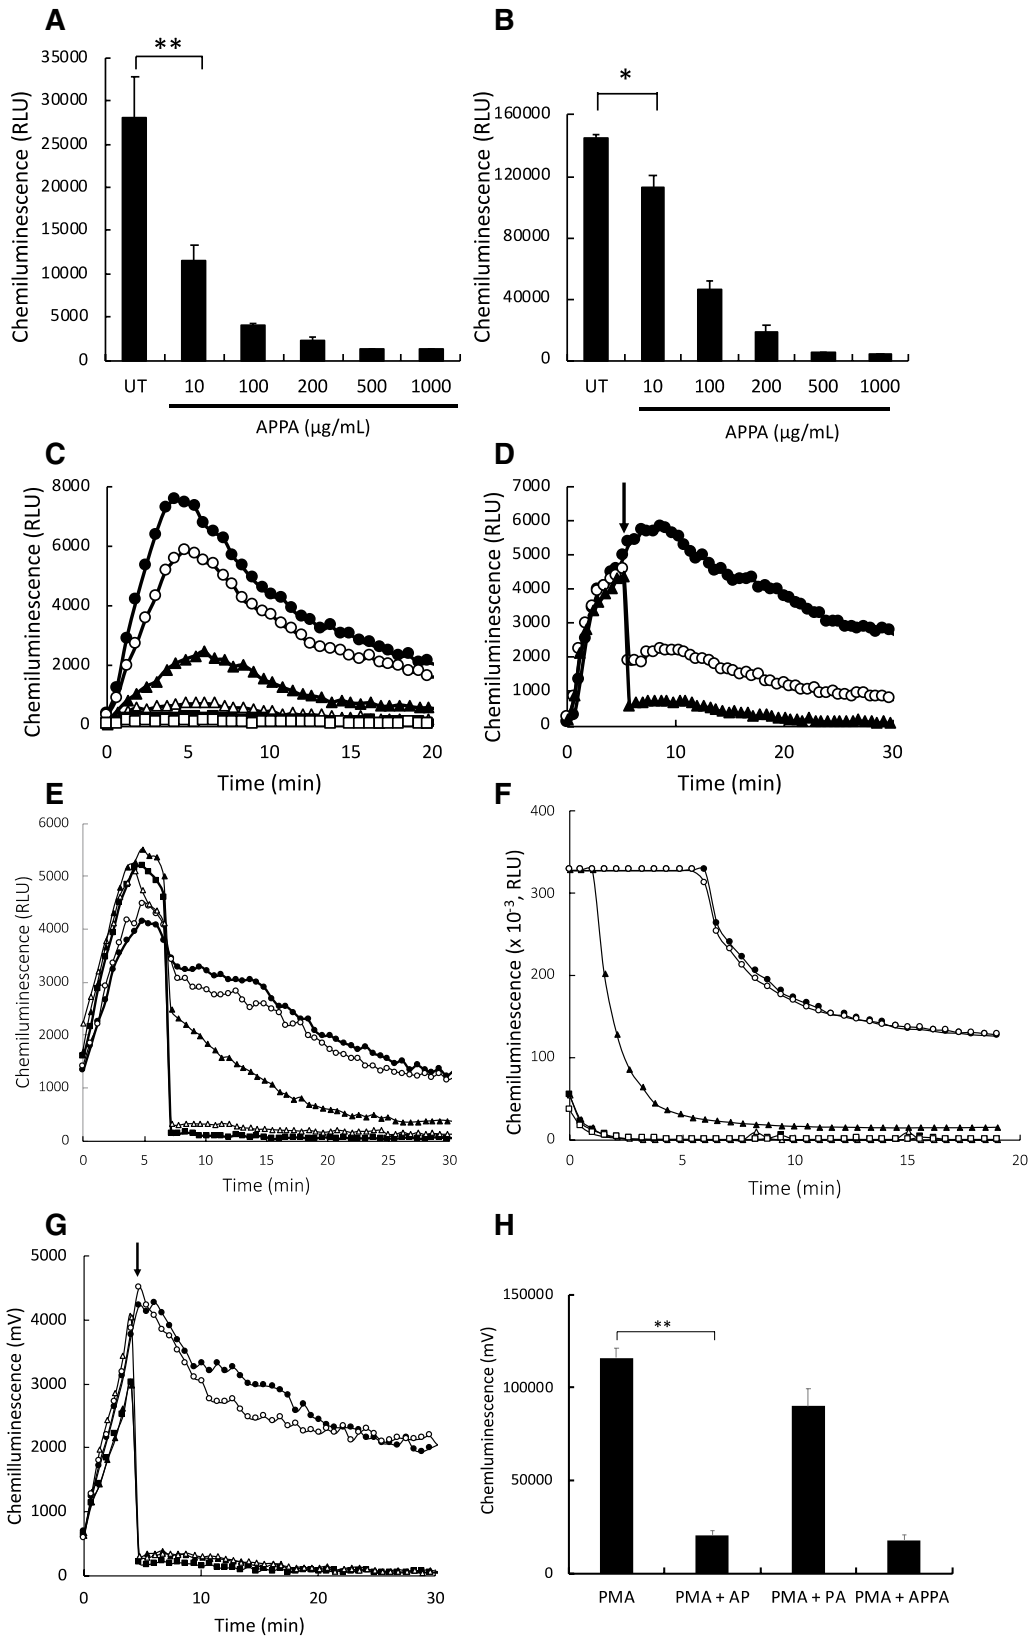 A
Chemiluminescence (RLU)
35000
30000
25000
20000
15000
10000
5000
0
**
UT 10 100 200 500 1000
APPA (µg/mL)
B
Chemiluminescence (RLU)
160000
120000
80000
40000
0
*
UT 10 100 200 500 1000
APPA (µg/mL)
C
Chemiluminescence (RLU)
8000
6000
4000
2000
0
0 5 10 15 20
Time (min)
D
Chemiluminescence (RLU)
7000
6000
5000
4000
3000
2000
1000
0
0 10 20 30
Time (min)
E
Chemiluminescence (RLU)
6000
5000
4000
3000
2000
1000
0
0 5 10 15 20 25 30
Time (min)
F
Chemiluminescence (x 10⁻³, RLU)
400
300
200
100
0
0 5 10 15 20
Time (min)
G
Chemilluminescence (mV)
5000
4000
3000
2000
1000
0
0 10 20 30
Time (min)
H
Chemluminescence (mV)
150000
100000
50000
0
**
PMA PMA + AP PMA + PA PMA + APPA